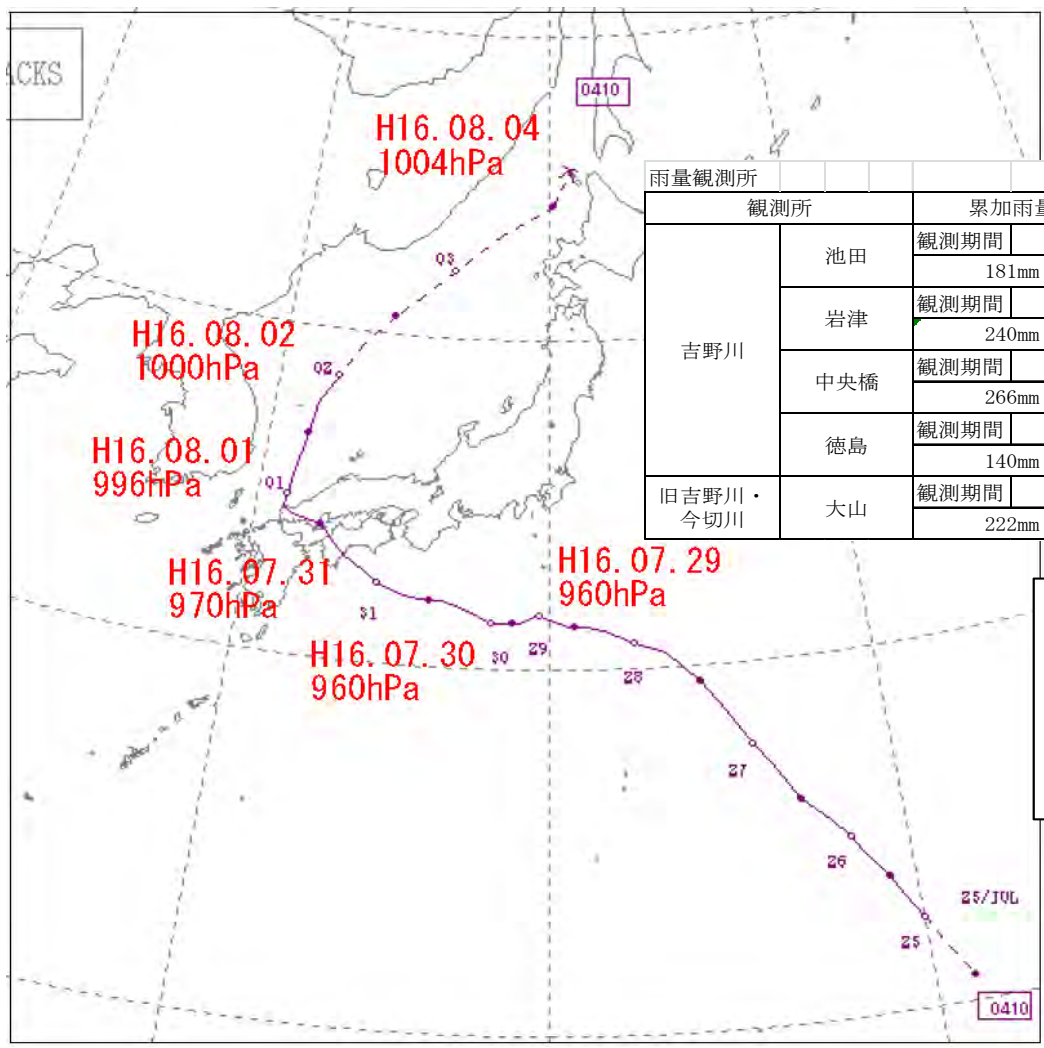 ACKS
0410
H16.08.04
1004hPa
雨量観測所
観測所
累加雨量
吉野川
池田
観測期間
181mm
岩津
観測期間
240mm
中央橋
観測期間
266mm
徳島
観測期間
140mm
旧吉野川・
今切川
大山
観測期間
222mm
03
H16.08.02
1000hPa
02
H16.08.01
996hPa
01
H16.07.31
970hPa
31
H16.07.29
960hPa
H16.07.30
960hPa
30
29
28
27
26
25/JUL
25
0410